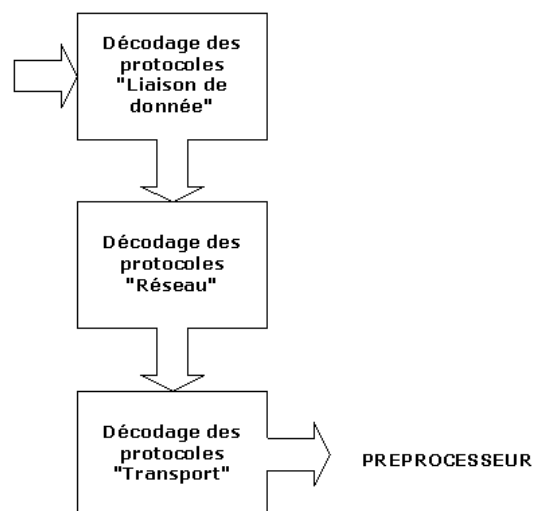 Décodage des
protocoles
"Liaison de
donnée"
Décodage des
protocoles
"Réseau"
Décodage des
protocoles
"Transport"
PREPROCESSEUR